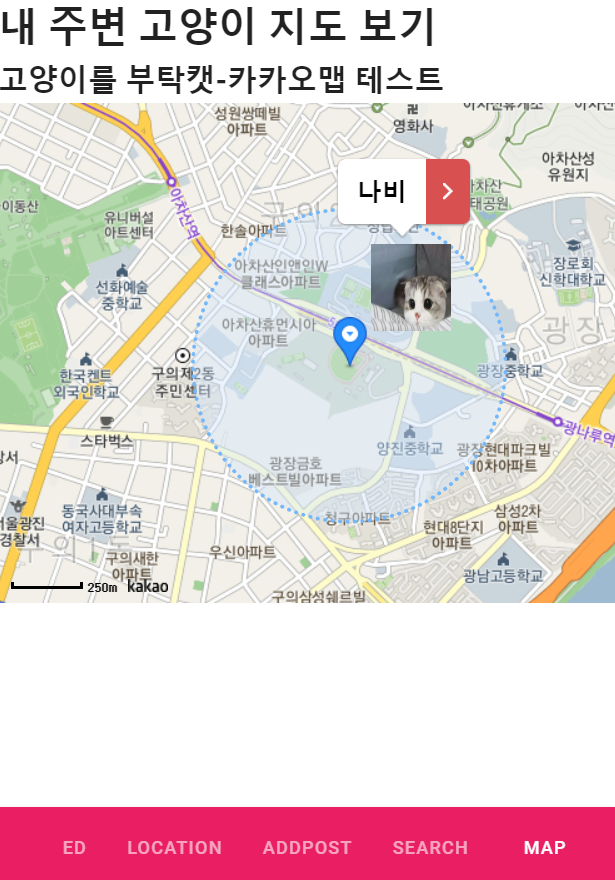 내 주변 고양이 지도 보기
고양이를 부탁캣-카카오맵 테스트
성원쌍떼빌
아파트
영화사
아차산성
유원지
이동산
유니버설
아트센터
아차산역
한솔아파트
나비
장로회
신학대학교
선화예술
중학교
아차산인앤인W
클래스아파트
아차산휴먼시아
아파트
광장
한국켄트
외국인학교
구의제2동
주민센터
광장중학교
스타벅스
양진중학교
광나루역
광장현대파크빌
10차아파트
광장금호
베스트빌아파트
동국사대부속
여자고등학교
서울광진
경찰서
청구아파트
현대8단지
아파트
삼성2차
아파트
구의새한
아파트
우신아파트
광남고등학교
구의삼성쉐르빌
250m kakao
ED LOCATION ADDPOST SEARCH MAP